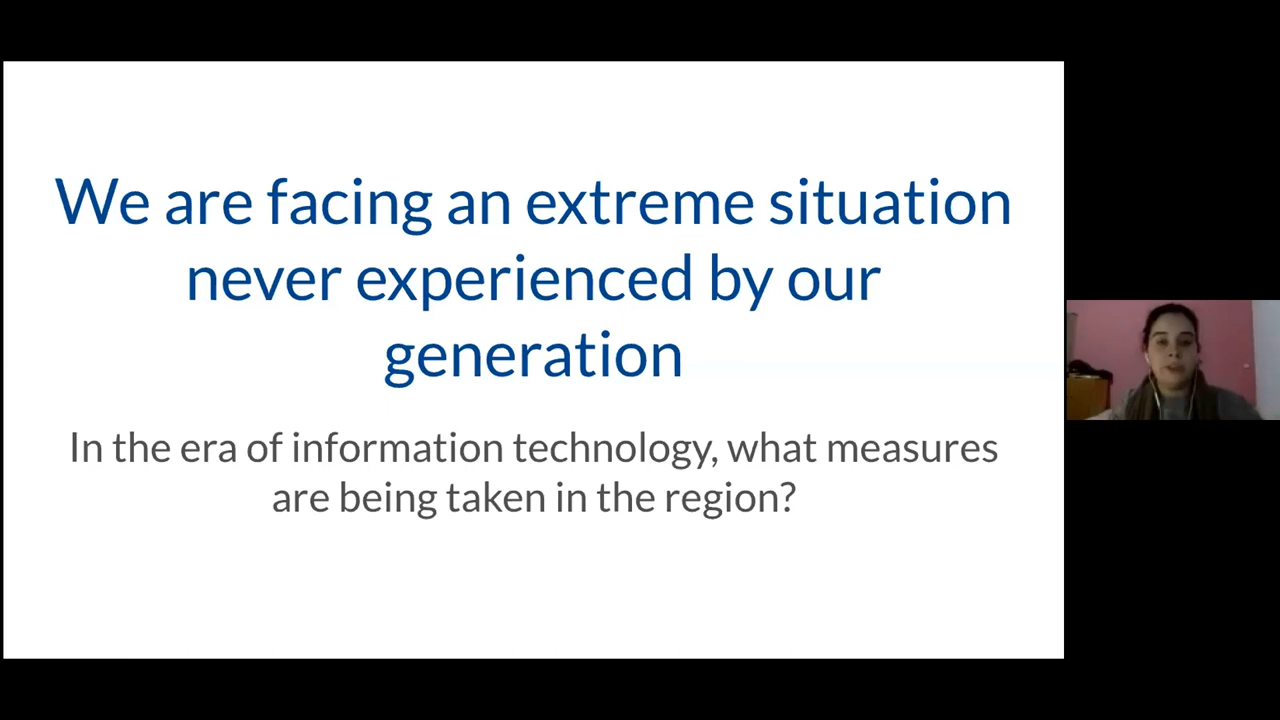 We are facing an extreme situation
never experienced by our
generation
In the era of information technology, what measures
are being taken in the region?